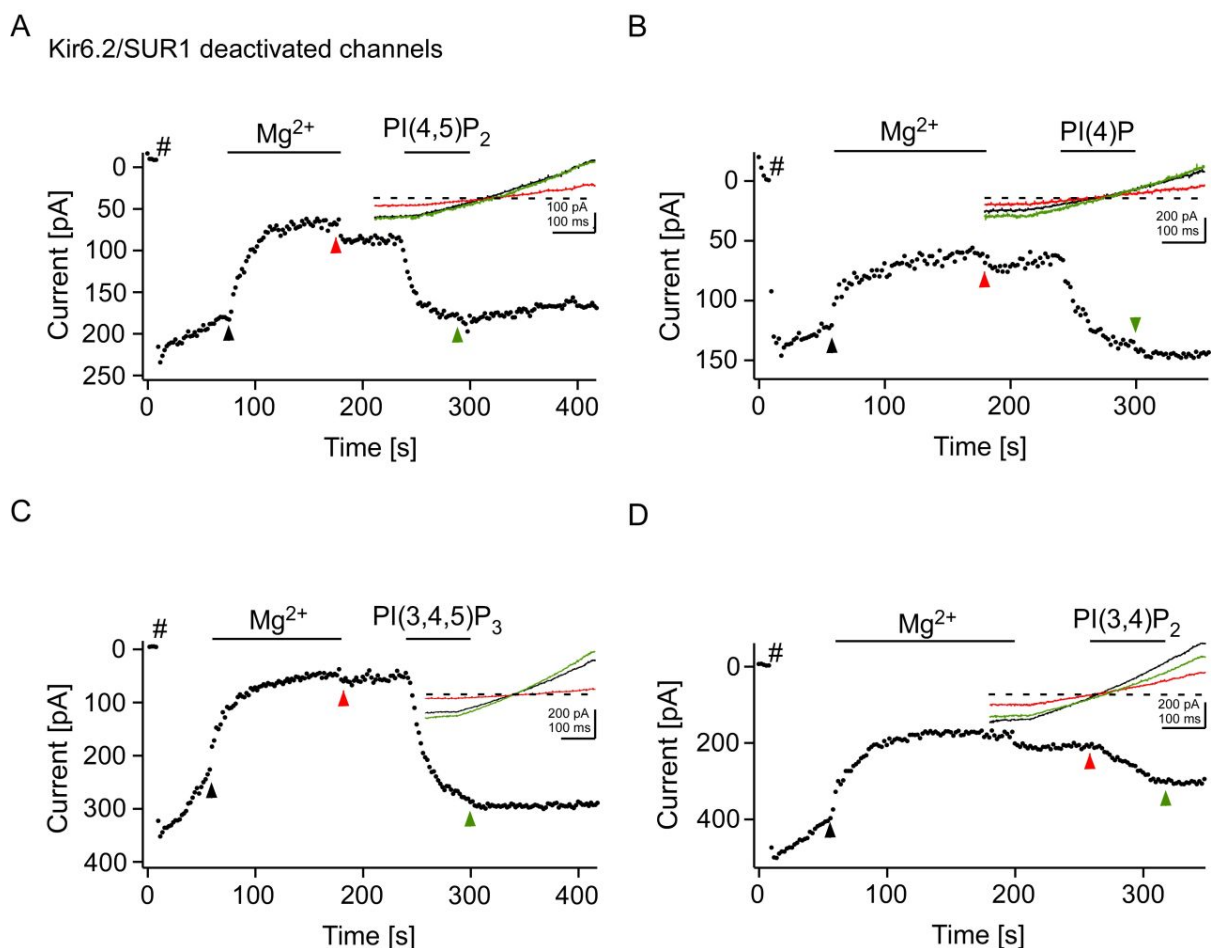 A
Kir6.2/SUR1 deactivated channels
Mg2+
PI(4,5)P2
#
100 pA
100 ms
0
50
100
150
200
250
Current [pA]
0
100
200
300
400
Time [s]
B
Mg2+
PI(4)P
#
200 pA
100 ms
0
50
100
150
Current [pA]
0
100
200
300
Time [s]
C
Mg2+
PI(3,4,5)P3
#
200 pA
100 ms
0
100
200
300
400
Current [pA]
0
100
200
300
400
Time [s]
D
Mg2+
PI(3,4)P2
#
200 pA
100 ms
0
200
400
Current [pA]
0
100
200
300
Time [s]